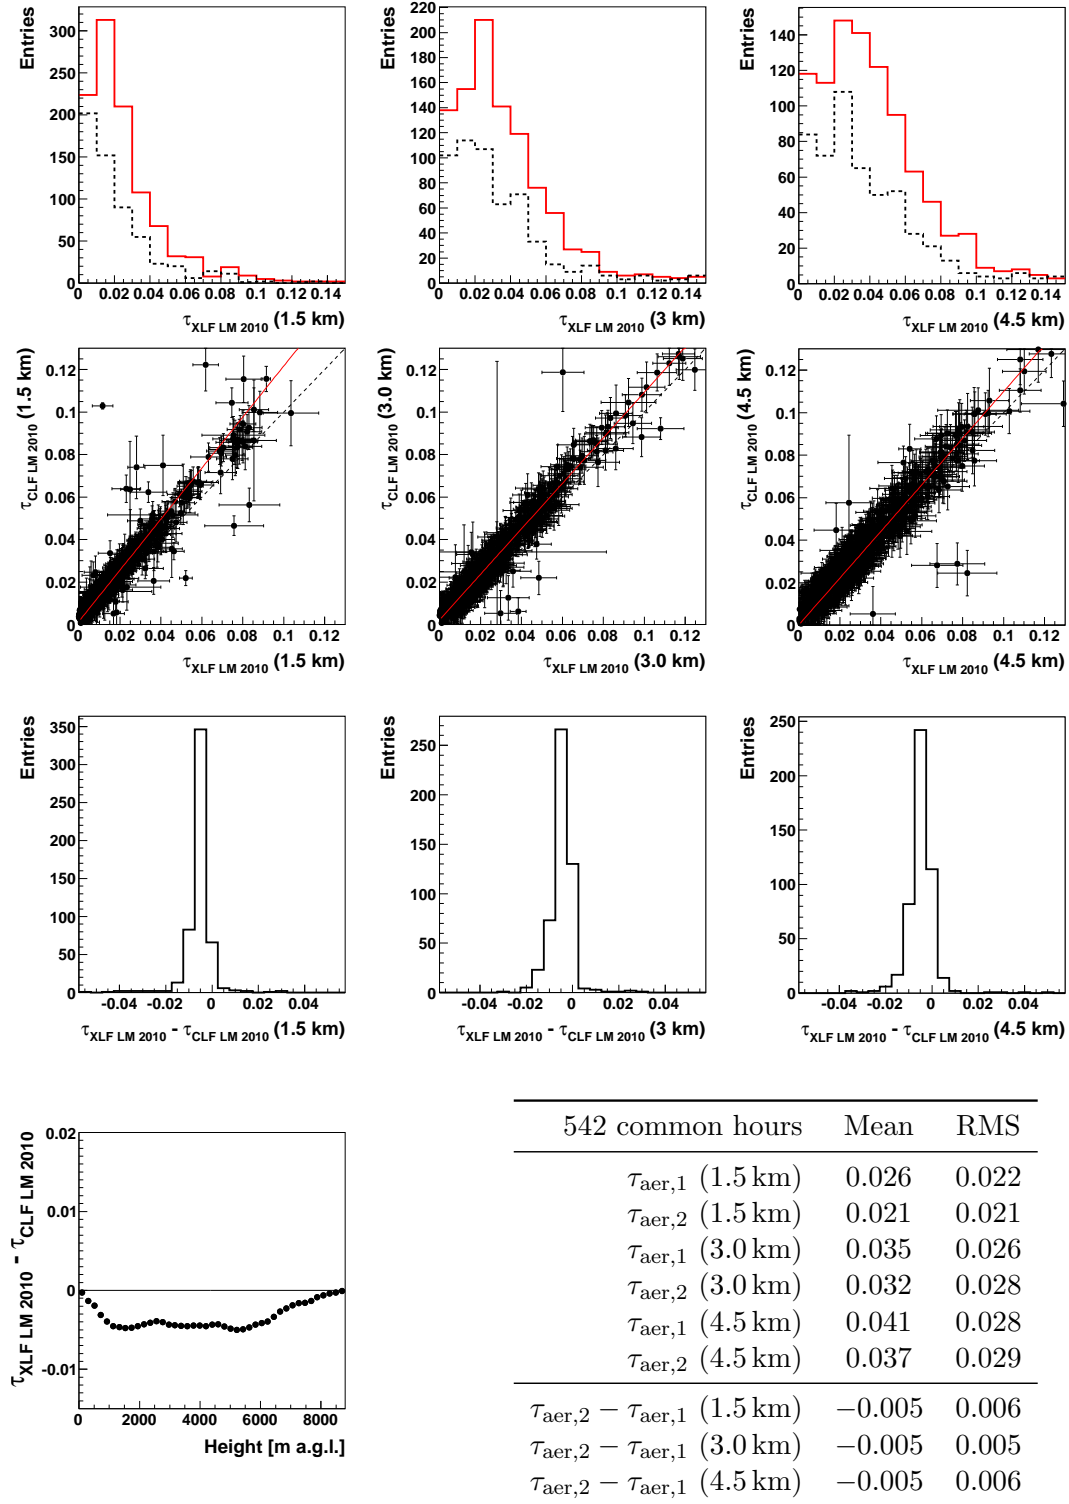 Entries
300
250
200
150
100
50
0
0.02 0.04 0.06 0.08 0.1 0.12 0.14
τXLF LM 2010 (1.5 km)
Entries
220
200
180
160
140
120
100
80
60
40
20
0
0 0.02 0.04 0.06 0.08 0.1 0.12 0.14
τXLF LM 2010 (3 km)
Entries
140
120
100
80
60
40
20
0
0 0.02 0.04 0.06 0.08 0.1 0.12 0.14
τXLF LM 2010 (4.5 km)
τCLF LM 2010 (1.5 km)
0.12
0.1
0.08
0.06
0.04
0.02
0
0.02 0.04 0.06 0.08 0.1 0.12
τXLF LM 2010 (1.5 km)
τCLF LM 2010 (3.0 km)
0.12
0.1
0.08
0.06
0.04
0.02
0
0 0.02 0.04 0.06 0.08 0.1 0.12
τXLF LM 2010 (3.0 km)
τCLF LM 2010 (4.5 km)
0.12
0.1
0.08
0.06
0.04
0.02
0
0 0.02 0.04 0.06 0.08 0.1 0.12
τXLF LM 2010 (4.5 km)
Entries
350
300
250
200
150
100
50
0
-0.04 -0.02 0 0.02 0.04
τXLF LM 2010 - τCLF LM 2010 (1.5 km)
Entries
250
200
150
100
50
0
-0.04 -0.02 0 0.02 0.04
τXLF LM 2010 - τCLF LM 2010 (3 km)
Entries
250
200
150
100
50
0
-0.04 -0.02 0 0.02 0.04
τXLF LM 2010 - τCLF LM 2010 (4.5 km)
τXLF LM 2010 - τCLF LM 2010
0.02
0.01
0
-0.01
0 2000 4000 6000 8000
Height [m a.g.l.]
542 common hours Mean RMS
τaer,1 (1.5 km) 0.026 0.022
τaer,2 (1.5 km) 0.021 0.021
τaer,1 (3.0 km) 0.035 0.026
τaer,2 (3.0 km) 0.032 0.028
τaer,1 (4.5 km) 0.041 0.028
τaer,2 (4.5 km) 0.037 0.029
τaer,2 − τaer,1 (1.5 km) −0.005 0.006
τaer,2 − τaer,1 (3.0 km) −0.005 0.005
τaer,2 − τaer,1 (4.5 km) −0.005 0.006